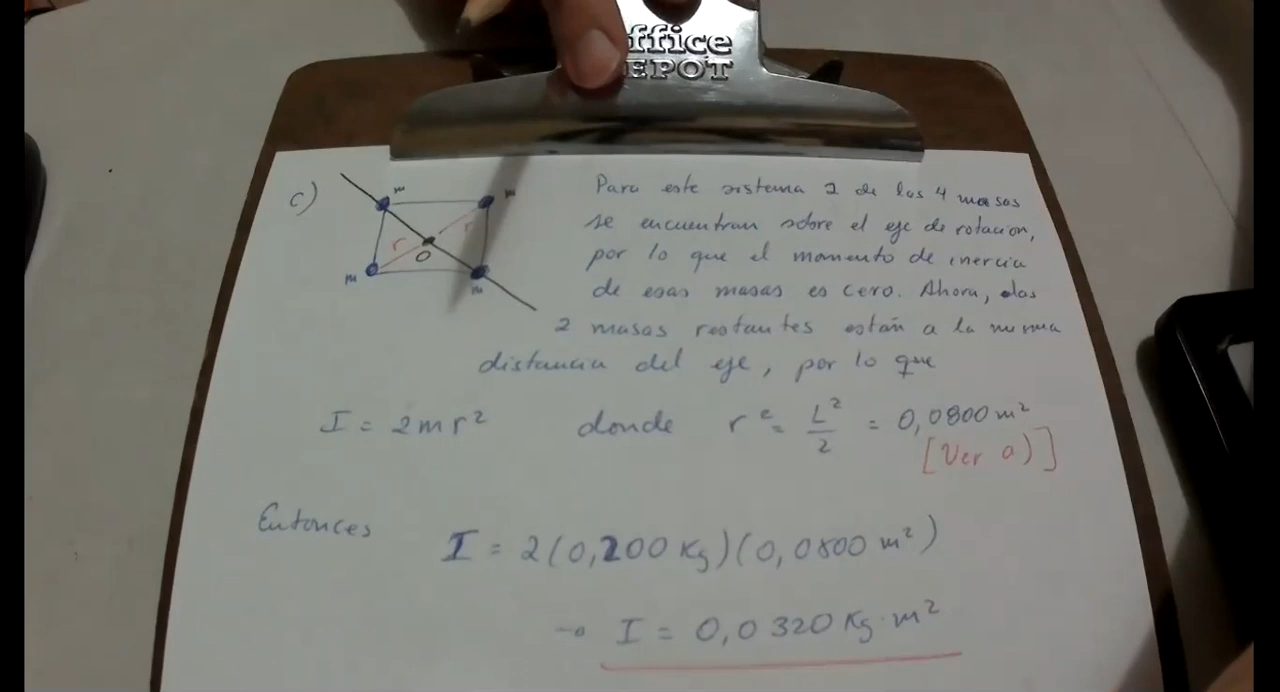 ffice
EPOT
c)
m
m
r
r
O
m
m
Para este sistema 2 de las 4 masas
se encuentran sobre el eje de rotacion,
por lo que el momento de inercia
de esas masas es cero. Ahora, las
2 masas restantes están a la misma
distancia del eje, por lo que
I = 2mr² donde r² = L²/2 = 0,0800 m²
[Ver a)]
Entonces
I = 2(0,200 Kg)(0,0800 m²)
→ I = 0,0320 Kg·m²